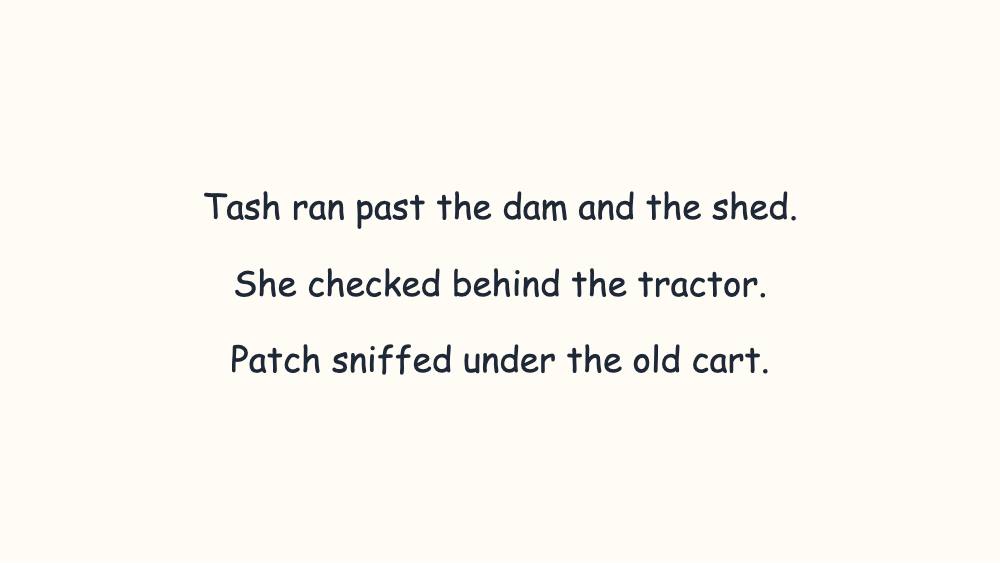 Tash ran past the dam and the shed.
She checked behind the tractor.
Patch sniffed under the old cart.